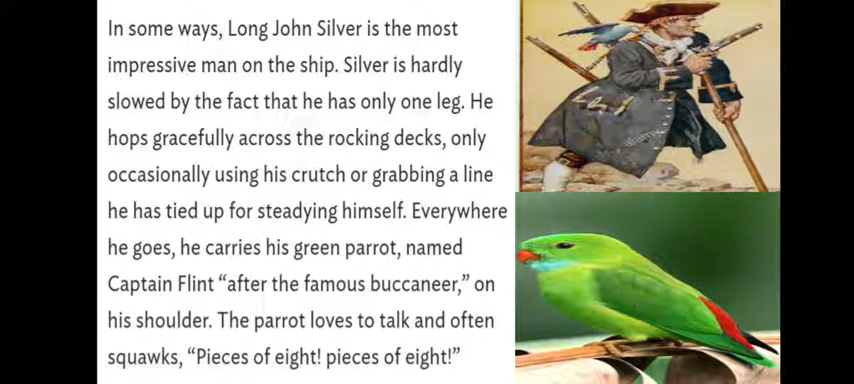 In some ways, Long John Silver is the most
impressive man on the ship. Silver is hardly
slowed by the fact that he has only one leg. He
hops gracefully across the rocking decks, only
occasionally using his crutch or grabbing a line
he has tied up for steadying himself. Everywhere
he goes, he carries his green parrot, named
Captain Flint “after the famous buccaneer,” on
his shoulder. The parrot loves to talk and often
squawks, “Pieces of eight! pieces of eight!”